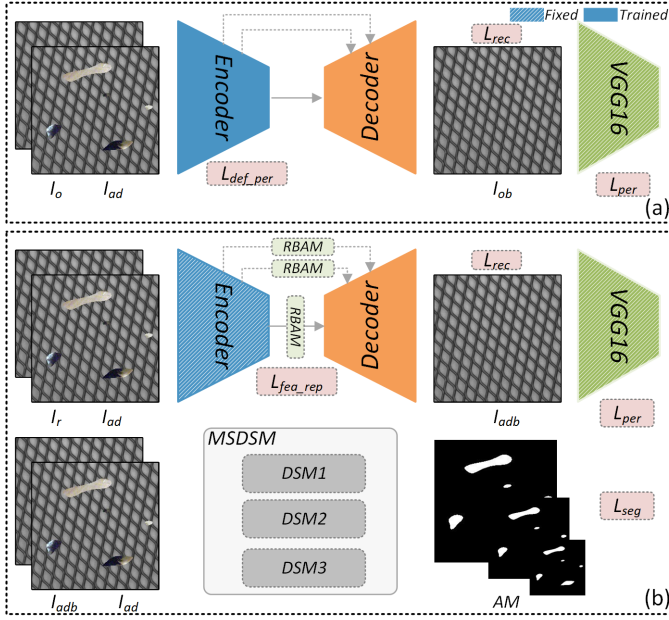 Fixed Trained
L_rec
Encoder
Decoder
VGG16
L_def_per
L_per
I_o I_ad
I_ob
(a)
RBAM
RBAM
L_rec
Encoder
RBAM
Decoder
VGG16
L_fea_rep
I_r I_ad
I_adb
L_per
MSDSM
DSM1
DSM2
DSM3
L_seg
I_adb I_ad
AM
(b)